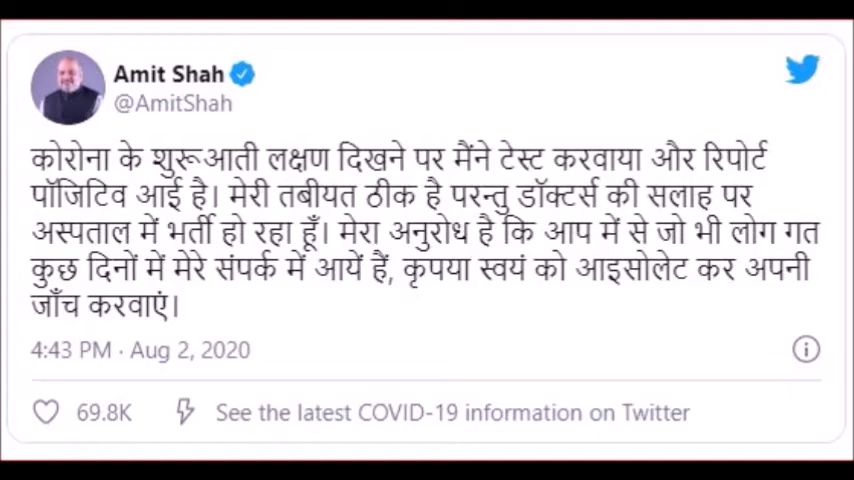 Amit Shah
@AmitShah
कोरोना के शुरूआती लक्षण दिखने पर मैंने टेस्ट करवाया और रिपोर्ट
पॉजिटिव आई है। मेरी तबीयत ठीक है परन्तु डॉक्टर्स की सलाह पर
अस्पताल में भर्ती हो रहा हूँ। मेरा अनुरोध है कि आप में से जो भी लोग गत
कुछ दिनों में मेरे संपर्क में आयें हैं, कृपया स्वयं को आइसोलेट कर अपनी
जाँच करवाएं।
4:43 PM · Aug 2, 2020
69.8K See the latest COVID-19 information on Twitter